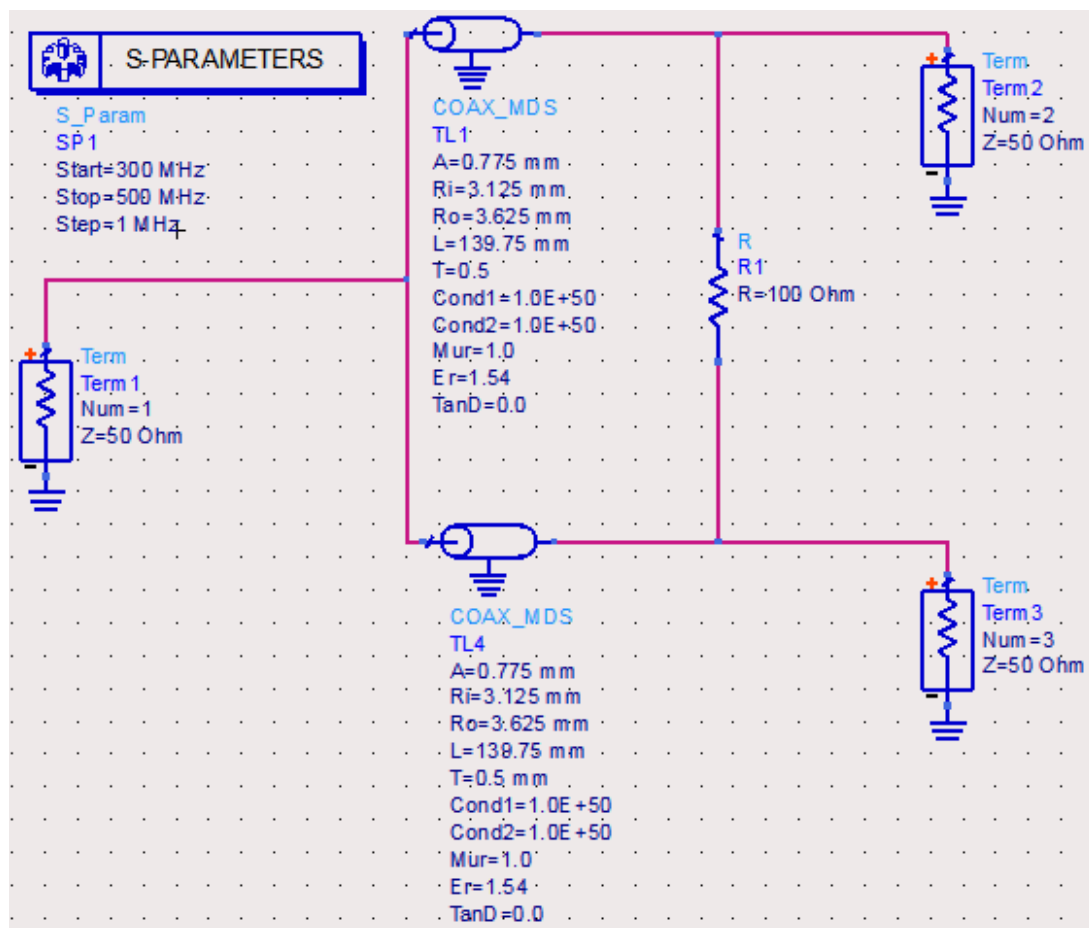 S-PARAMETERS
S_Param
SP1
Start=300 MHz
Stop=500 MHz
Step=1 MHz
COAX_MDS
TL1
A=0.775 mm
Ri=3.125 mm
Ro=3.625 mm
L=139.75 mm
T=0.5
Cond1=1.0E+50
Cond2=1.0E+50
Mur=1.0
Er=1.54
TanD=0.0
+
Term
Term2
Num=2
Z=50 Ohm
-
R
R1
R=100 Ohm
+
Term
Term1
Num=1
Z=50 Ohm
-
COAX_MDS
TL4
A=0.775 mm
Ri=3.125 mm
Ro=3.625 mm
L=139.75 mm
T=0.5 mm
Cond1=1.0E+50
Cond2=1.0E+50
Mur=1.0
Er=1.54
TanD=0.0
+
Term
Term3
Num=3
Z=50 Ohm
-